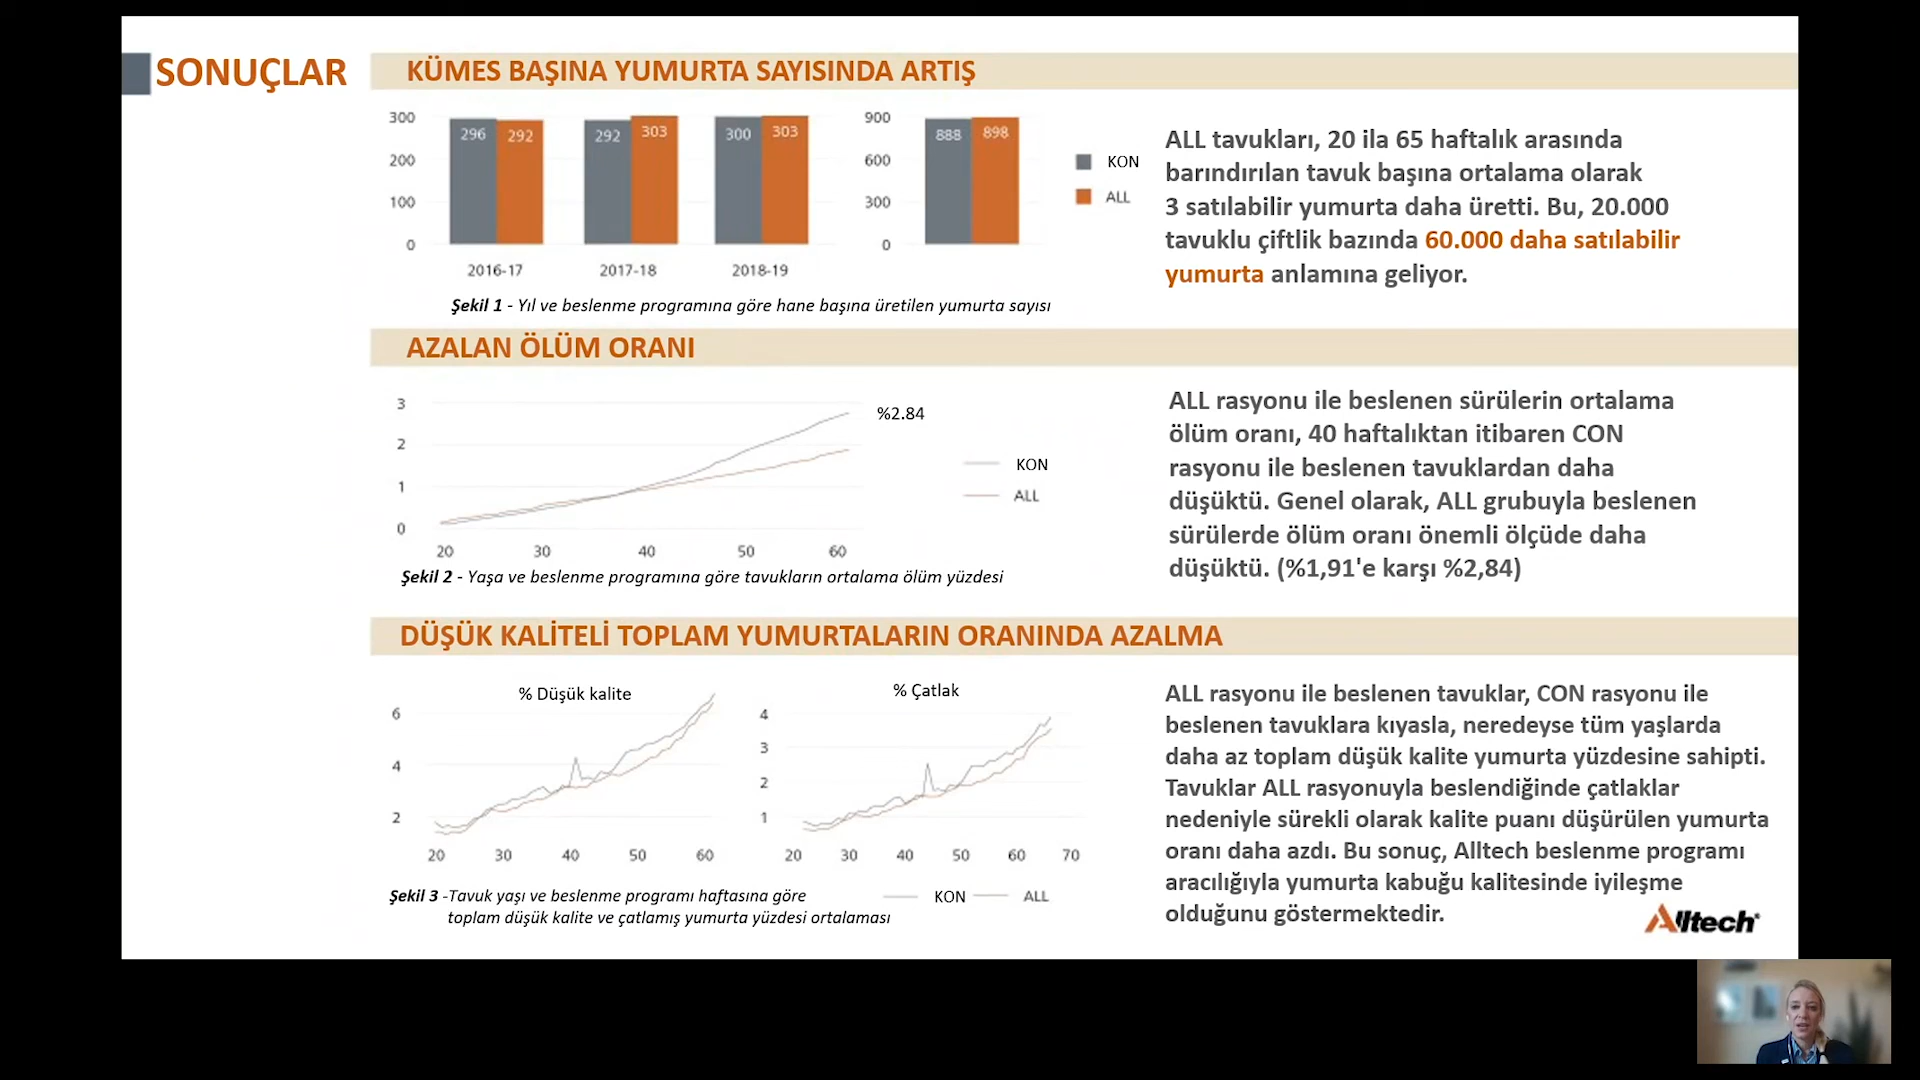 SONUÇLAR
KÜMES BAŞINA YUMURTA SAYISINDA ARTIŞ
300
200
100
0
296
292
292
303
300
303
2016-17
2017-18
2018-19
900
600
300
0
888
898
KON
ALL
Şekil 1 - Yıl ve beslenme programına göre hane başına üretilen yumurta sayısı
ALL tavukları, 20 ila 65 haftalık arasında
barındırılan tavuk başına ortalama olarak
3 satılabilir yumurta daha üretti. Bu, 20.000
tavuklu çiftlik bazında 60.000 daha satılabilir
yumurta anlamına geliyor.
AZALAN ÖLÜM ORANI
3
2
1
0
20
30
40
50
60
%2.84
KON
ALL
Şekil 2 - Yaşa ve beslenme programına göre tavukların ortalama ölüm yüzdesi
ALL rasyonu ile beslenen sürülerin ortalama
ölüm oranı, 40 haftalıktan itibaren CON
rasyonu ile beslenen tavuklardan daha
düşüktü. Genel olarak, ALL grubuyla beslenen
sürülerde ölüm oranı önemli ölçüde daha
düşüktü. (%1,91'e karşı %2,84)
DÜŞÜK KALİTELİ TOPLAM YUMURTALARIN ORANINDA AZALMA
% Düşük kalite
6
4
2
20
30
40
50
60
% Çatlak
4
3
2
1
20
30
40
50
60
70
Şekil 3 -Tavuk yaşı ve beslenme programı haftasına göre
toplam düşük kalite ve çatlamış yumurta yüzdesi ortalaması
KON
ALL
ALL rasyonu ile beslenen tavuklar, CON rasyonu ile
beslenen tavuklara kıyasla, neredeyse tüm yaşlarda
daha az toplam düşük kalite yumurta yüzdesine sahipti.
Tavuklar ALL rasyonuyla beslendiğinde çatlaklar
nedeniyle sürekli olarak kalite puanı düşürülen yumurta
oranı daha azdı. Bu sonuç, Alltech beslenme programı
aracılığıyla yumurta kabuğu kalitesinde iyileşme
olduğunu göstermektedir.
Alltech